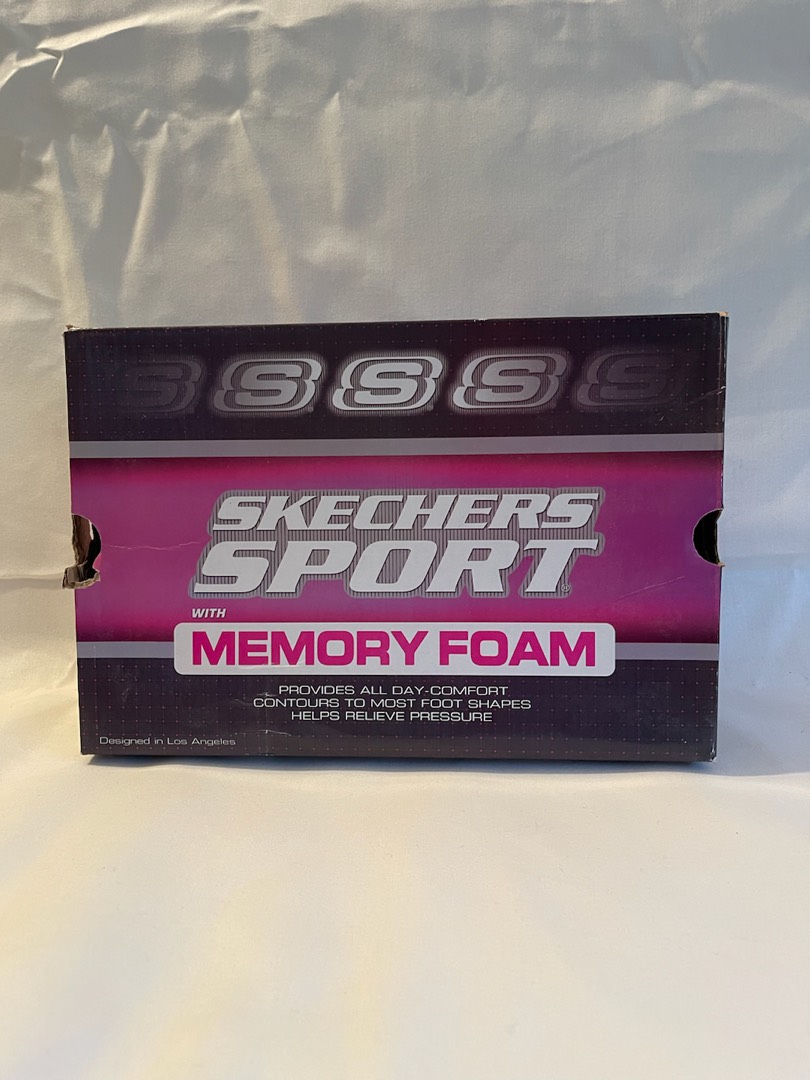 S S S S S
SKECHERS
SPORT®
WITH
MEMORY FOAM
PROVIDES ALL DAY-COMFORT
CONTOURS TO MOST FOOT SHAPES
HELPS RELIEVE PRESSURE
Designed in Los Angeles